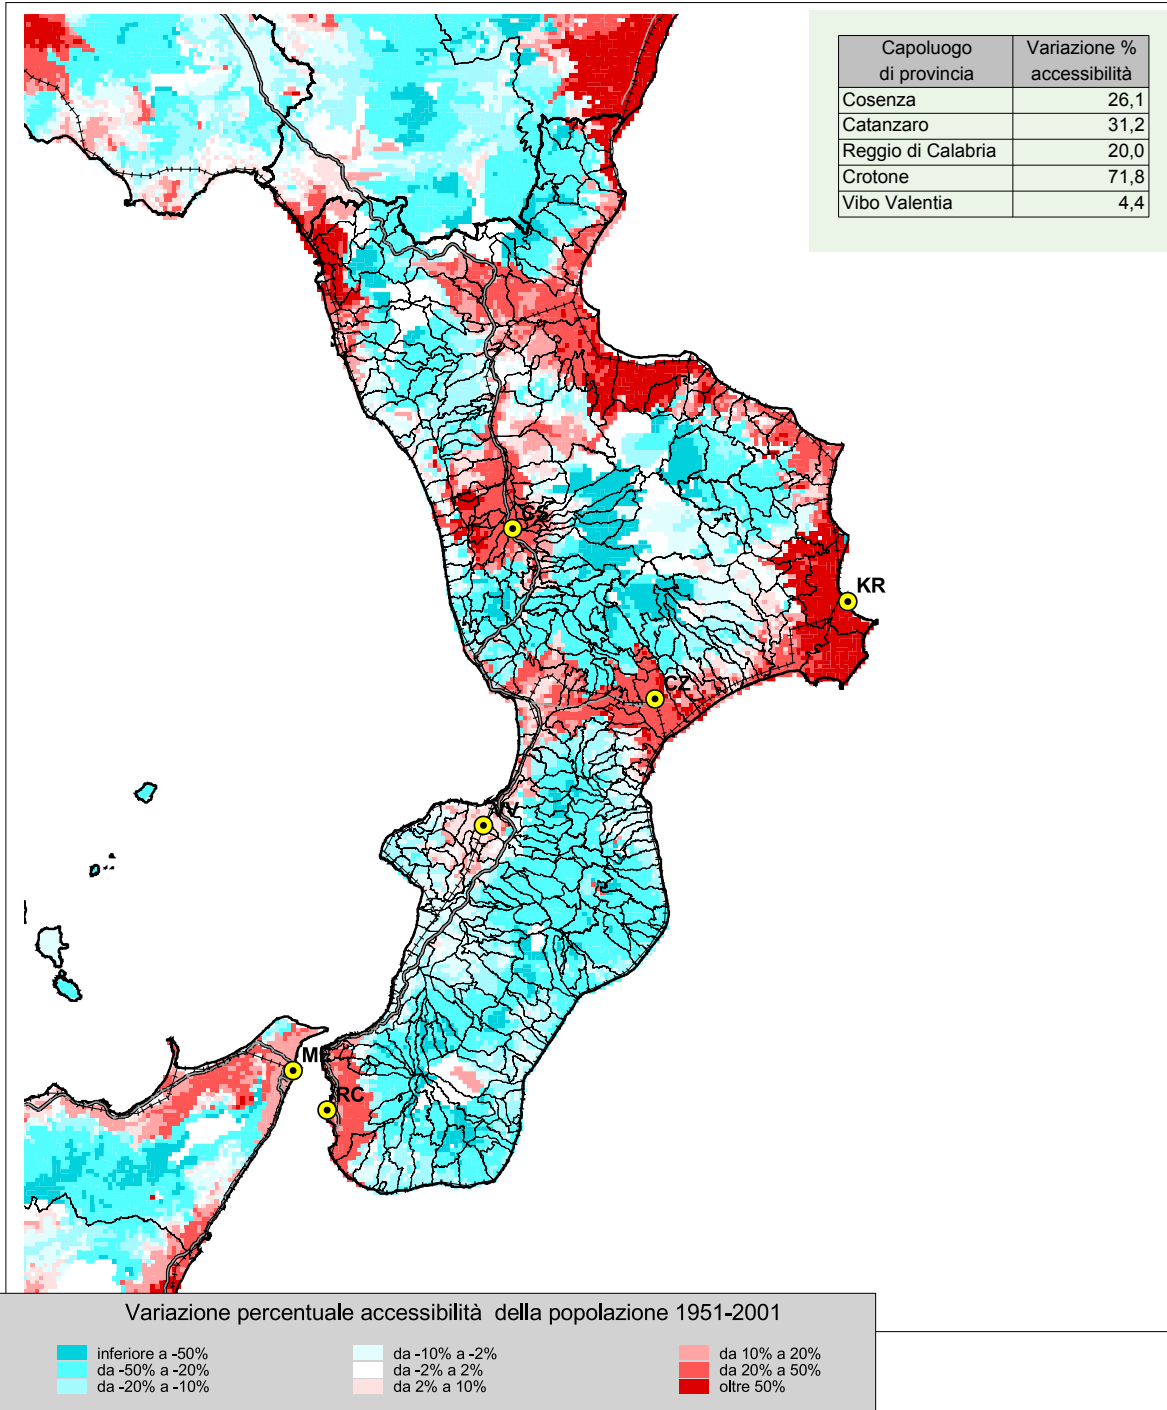 Capoluogo di provincia Variazione % accessibilità
Cosenza 26,1
Catanzaro 31,2
Reggio di Calabria 20,0
Crotone 71,8
Vibo Valentia 4,4
CS
KR
CZ
VV
ME
RC
Variazione percentuale accessibilità della popolazione 1951-2001
inferiore a -50%
da -50% a -20%
da -20% a -10%
da -10% a -2%
da -2% a 2%
da 2% a 10%
da 10% a 20%
da 20% a 50%
oltre 50%